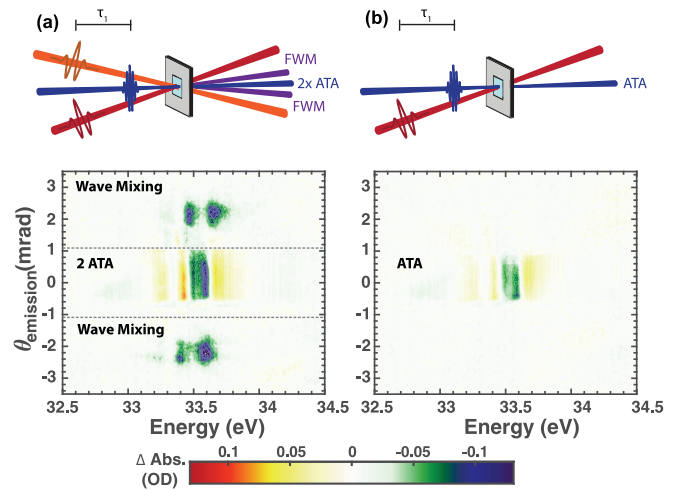 (a)
τ1
FWM
2x ATA
FWM
(b)
τ1
ATA
θemission(mrad)
3
2
1
0
-1
-2
-3
Wave Mixing
2 ATA
Wave Mixing
32.5 33 33.5 34 34.5
Energy (eV)
3
2
1
0
-1
-2
-3
ATA
32.5 33 33.5 34 34.5
Energy (eV)
Δ Abs.
(OD)
0.1 0.05 0 -0.05 -0.1